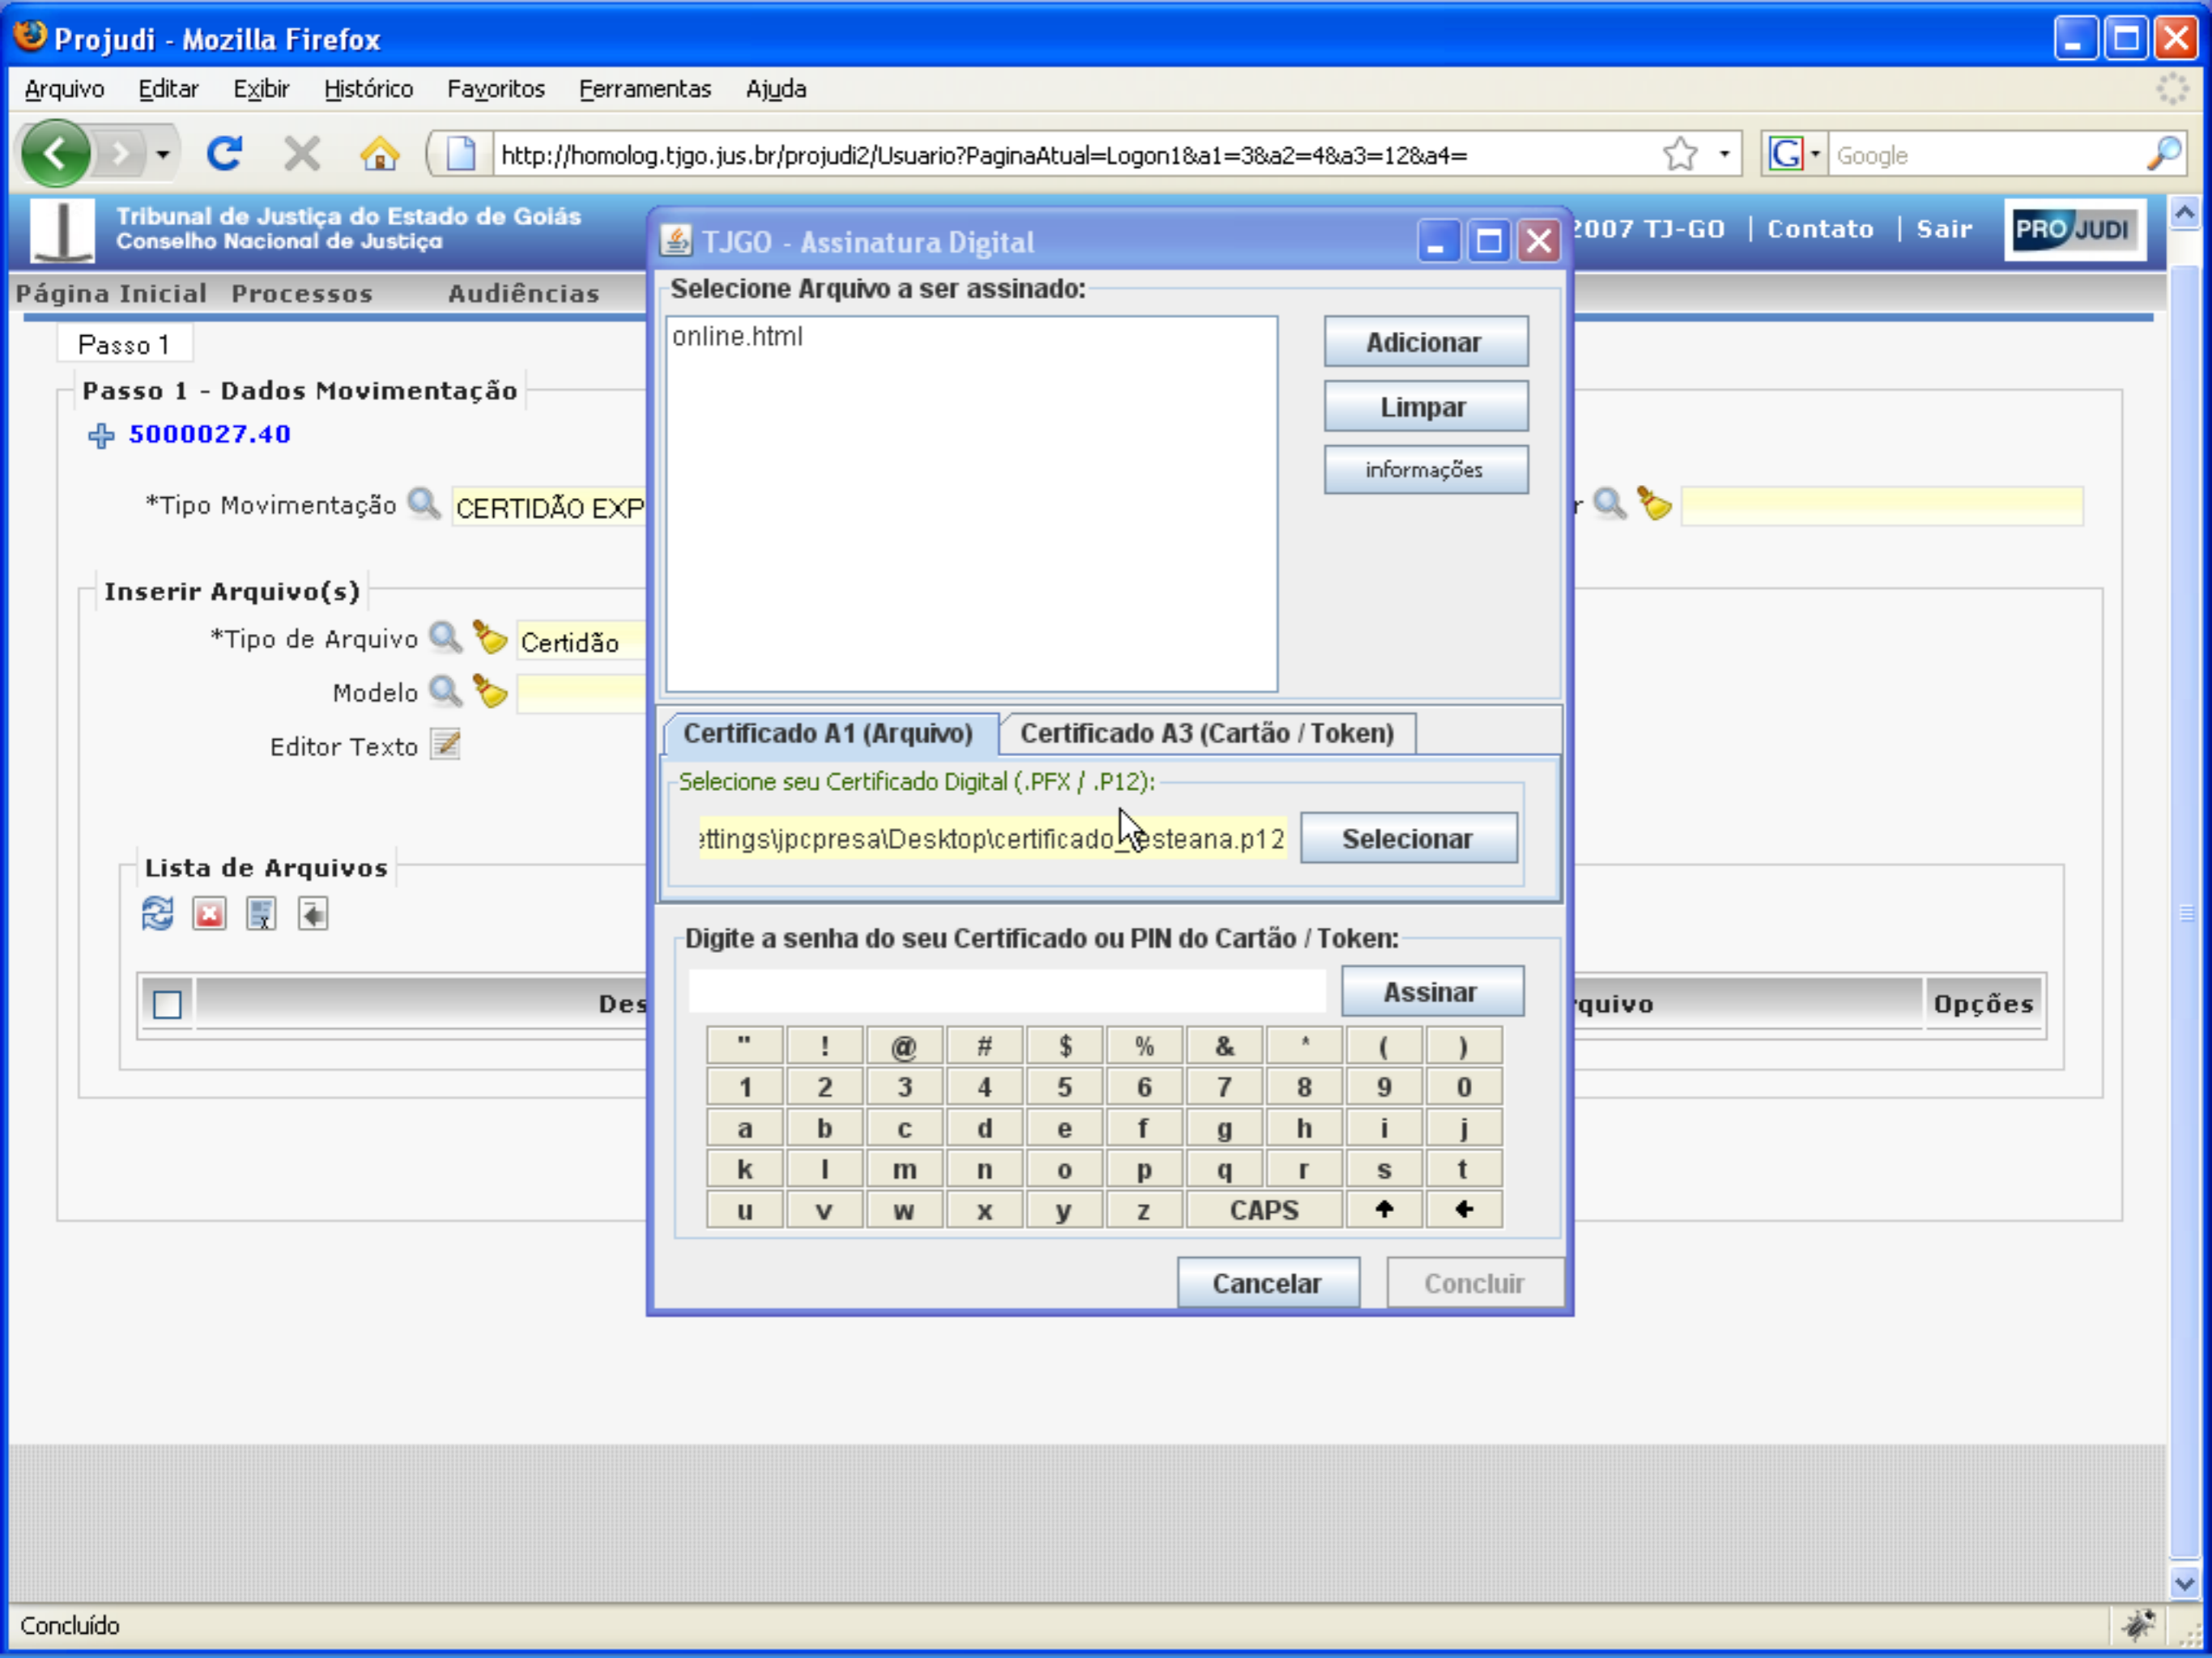 Projudi - Mozilla Firefox
Arquivo Editar Exibir Histórico Favoritos Ferramentas Ajuda
http://homolog.tjgo.jus.br/projudi2/Usuario?PaginaAtual=Logon1&a1=3&a2=4&a3=12&a4=
G Google
Tribunal de Justiça do Estado de Goiás
Conselho Nacional de Justiça
2007 TJ-GO | Contato | Sair
PROJUDI
Página Inicial Processos Audiências
Passo 1
Passo 1 - Dados Movimentação
5000027.40
*Tipo Movimentação CERTIDÃO EXP
Inserir Arquivo(s)
*Tipo de Arquivo Certidão
Modelo
Editor Texto
Lista de Arquivos
Opções
TJGO - Assinatura Digital
Selecione Arquivo a ser assinado:
online.html
Adicionar
Limpar
informações
Certificado A1 (Arquivo) Certificado A3 (Cartão / Token)
Selecione seu Certificado Digital (.PFX / .P12):
ettings\jpcpresa\Desktop\certificado_testeana.p12 Selecionar
Digite a senha do seu Certificado ou PIN do Cartão / Token:
Assinar
" ! @ # $ % & * ( )
1 2 3 4 5 6 7 8 9 0
a b c d e f g h i j
k l m n o p q r s t
u v w x y z CAPS
Cancelar Concluir
Concluído